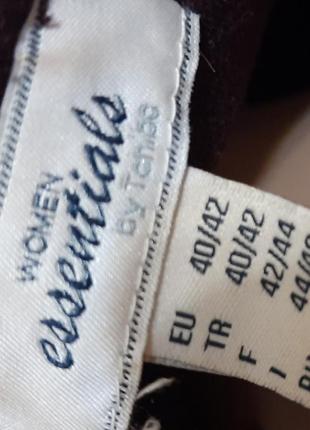 WOMEN
essentials
by Tchibo
EU 40/42
TR 40/42
F 42/44
I